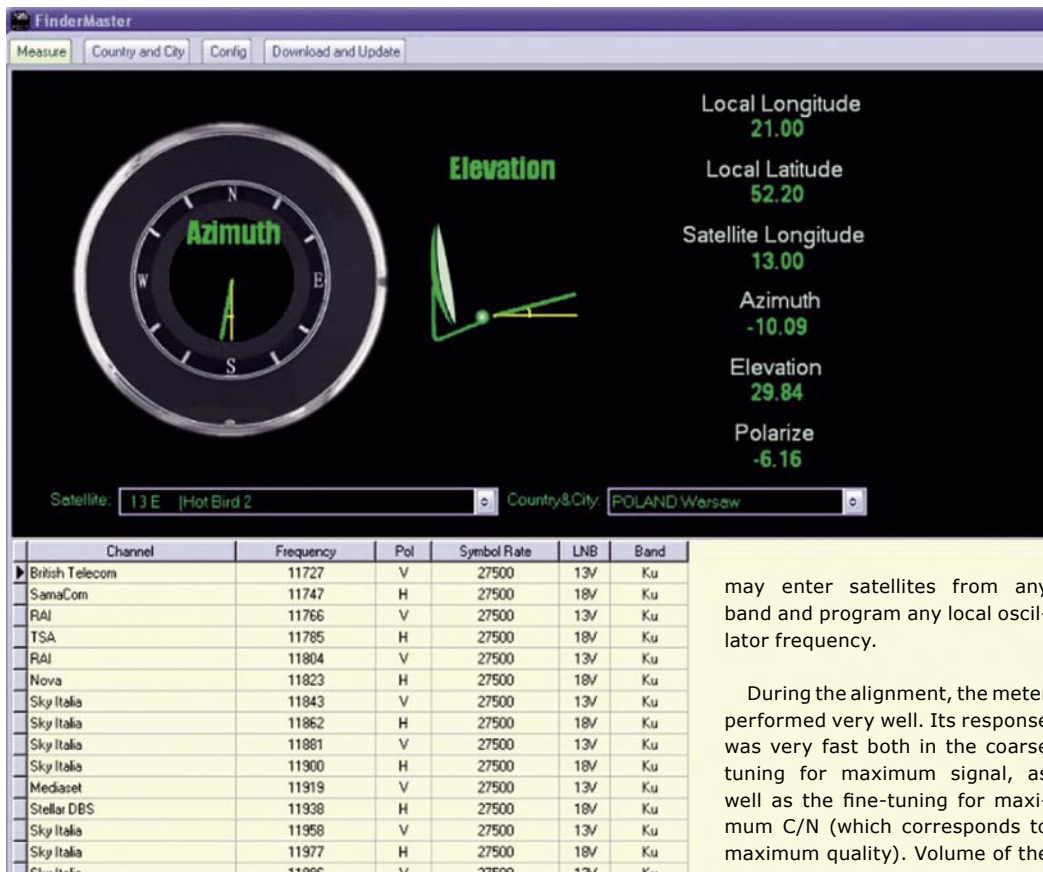 FinderMaster
Measure Country and City Config Download and Update
Local Longitude
21.00
Local Latitude
52.20
Satellite Longitude
13.00
Azimuth
-10.09
Elevation
29.84
Polarize
-6.16
Elevation
Azimuth
N
W
E
S
Satellite: 13 E |Hot Bird 2 Country&City: POLAND Warsaw
Channel Frequency Pol Symbol Rate LNB Band
British Telecom 11727 V 27500 13V Ku
SamaCom 11747 H 27500 18V Ku
RAI 11766 V 27500 13V Ku
TSA 11785 H 27500 18V Ku
RAI 11804 V 27500 13V Ku
Nova 11823 H 27500 18V Ku
Sky Italia 11843 V 27500 13V Ku
Sky Italia 11862 H 27500 18V Ku
Sky Italia 11881 V 27500 13V Ku
Sky Italia 11900 H 27500 18V Ku
Mediaset 11919 V 27500 13V Ku
Stellar DBS 11938 H 27500 18V Ku
Sky Italia 11958 V 27500 13V Ku
Sky Italia 11977 H 27500 18V Ku
Sky Italia 11996 V 27500 13V Ku
may enter satellites from any
band and program any local oscil-
lator frequency.
During the alignment, the meter
performed very well. Its response
was very fast both in the coarse
tuning for maximum signal, as
well as the fine-tuning for maxi-
mum C/N (which corresponds to
maximum quality). Volume of the